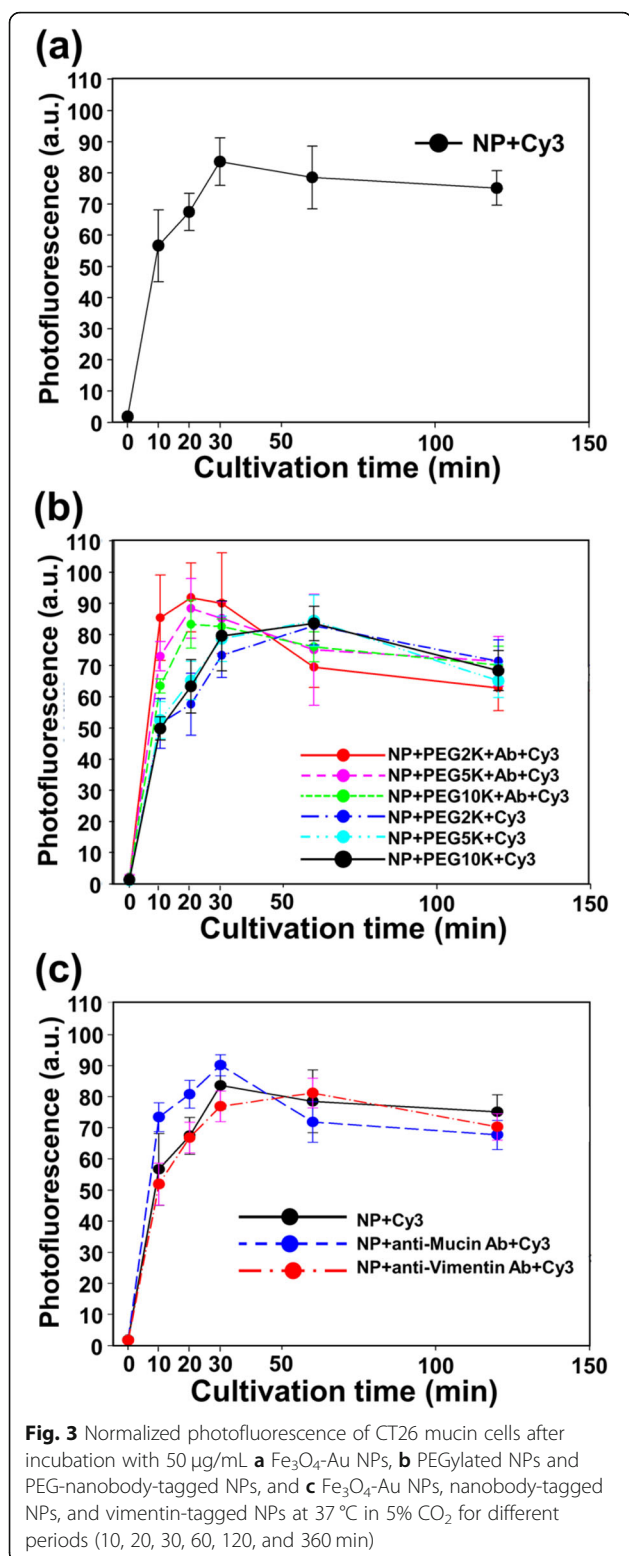 (a)
110
100
90
80
70
60
50
40
30
20
10
0
Photofluorescence (a.u.)
NP+Cy3
0 10 20 30 50 100 150
Cultivation time (min)
(b)
110
100
90
80
70
60
50
40
30
20
10
0
Photofluorescence (a.u.)
NP+PEG2K+Ab+Cy3
NP+PEG5K+Ab+Cy3
NP+PEG10K+Ab+Cy3
NP+PEG2K+Cy3
NP+PEG5K+Cy3
NP+PEG10K+Cy3
0 10 20 30 50 100 150
Cultivation time (min)
(c)
110
100
90
80
70
60
50
40
30
20
10
0
Photofluorescence (a.u.)
NP+Cy3
NP+anti-Mucin Ab+Cy3
NP+anti-Vimentin Ab+Cy3
0 10 20 30 50 100 150
Cultivation time (min)
Fig. 3 Normalized photofluorescence of CT26 mucin cells after
incubation with 50 μg/mL a Fe₃O₄-Au NPs, b PEGylated NPs and
PEG-nanobody-tagged NPs, and c Fe₃O₄-Au NPs, nanobody-tagged
NPs, and vimentin-tagged NPs at 37 °C in 5% CO₂ for different
periods (10, 20, 30, 60, 120, and 360 min)